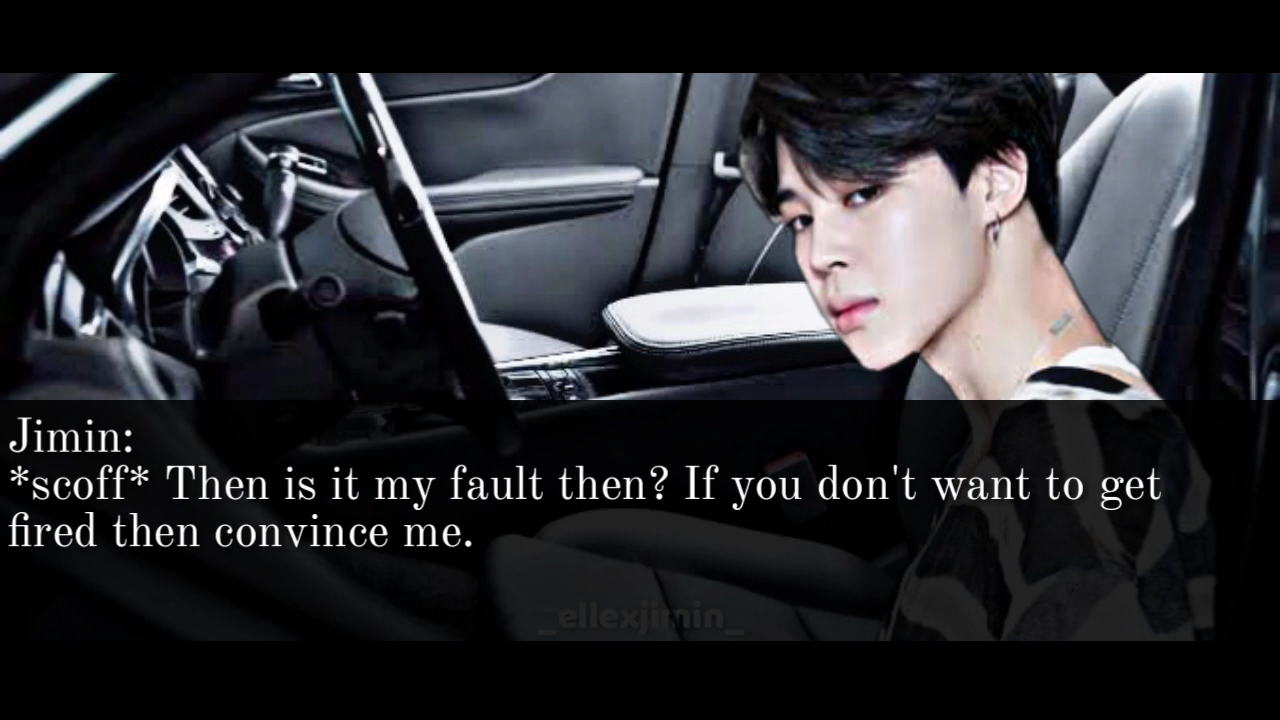 Jimin:
*scoff* Then is it my fault then? If you don't want to get
fired then convince me.
_ellexjimin_